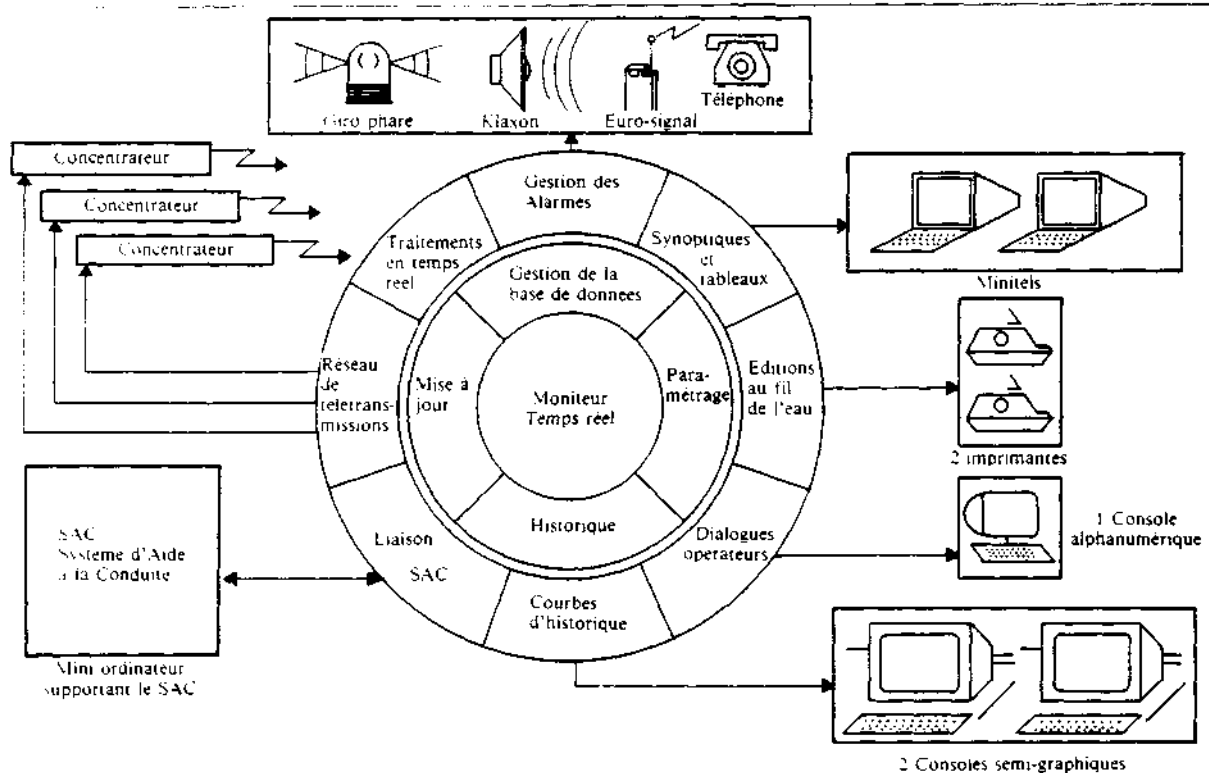 Giro phare
Klaxon
Euro-signal
Téléphone
Concentrateur
Concentrateur
Concentrateur
Gestion des
Alarmes
Traitements
en temps
réel
Synoptiques
et
tableaux
Minitels
Gestion de la
base de données
Réseau
de
télétrans-
missions
Mise à
jour
Moniteur
Temps réel
Para-
métrage
Editions
au fil
de l'eau
2 imprimantes
Historique
Liaison
SAC
Dialogues
opérateurs
1 Console
alphanumérique
SAC
Système d'Aide
à la Conduite
Courbes
d'historique
Mini ordinateur
supportant le SAC
2 Consoles semi-graphiques